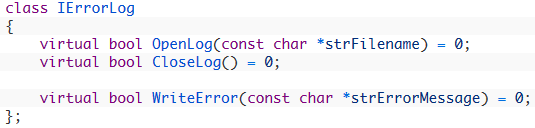 class IErrorLog
{
    virtual bool OpenLog(const char *strFilename) = 0;
    virtual bool CloseLog() = 0;

    virtual bool WriteError(const char *strErrorMessage) = 0;
};